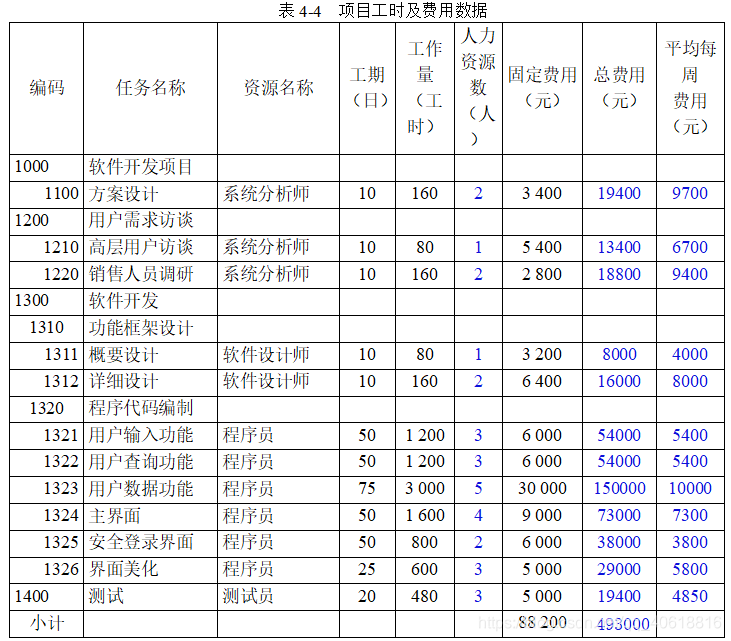 表 4-4 项目工时及费用数据
编码 任务名称 资源名称 工期（日） 工作量（工时） 人力资源数（人） 固定费用（元） 总费用（元） 平均每周费用（元）
1000 软件开发项目
1100 方案设计 系统分析师 10 160 2 3 400 19400 9700
1200 用户需求访谈
1210 高层用户访谈 系统分析师 10 80 1 5 400 13400 6700
1220 销售人员调研 系统分析师 10 160 2 2 800 18800 9400
1300 软件开发
1310 功能框架设计
1311 概要设计 软件设计师 10 80 1 3 200 8000 4000
1312 详细设计 软件设计师 10 160 2 6 400 16000 8000
1320 程序代码编制
1321 用户输入功能 程序员 50 1 200 3 6 000 54000 5400
1322 用户查询功能 程序员 50 1 200 3 6 000 54000 5400
1323 用户数据功能 程序员 75 3 000 5 30 000 150000 10000
1324 主界面 程序员 50 1 600 4 9 000 73000 7300
1325 安全登录界面 程序员 50 800 2 6 000 38000 3800
1326 界面美化 程序员 25 600 3 5 000 29000 5800
1400 测试 测试员 20 480 3 5 000 19400 4850
小计 88 200 493000